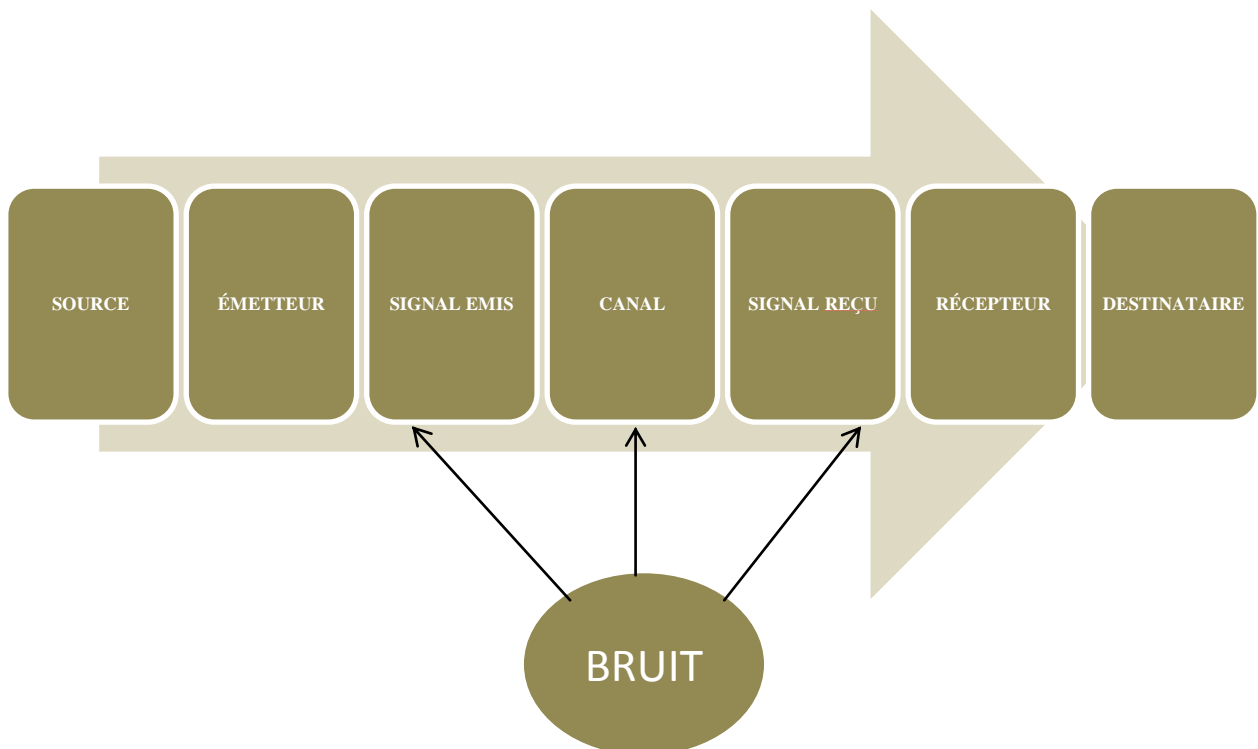 SOURCE
ÉMETTEUR
SIGNAL EMIS
CANAL
SIGNAL REÇU
RÉCEPTEUR
DESTINATAIRE
BRUIT